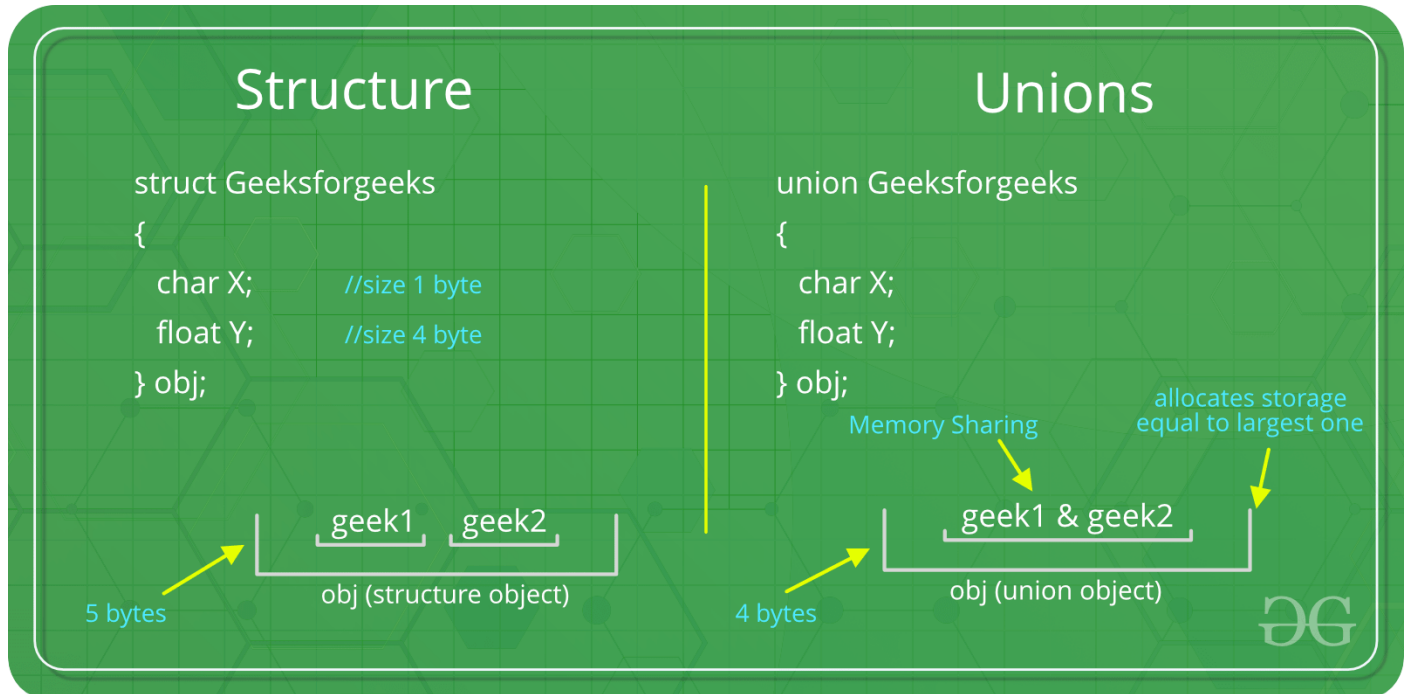 Structure
struct Geeksforgeeks
{
char X; //size 1 byte
float Y; //size 4 byte
} obj;
geek1 geek2
obj (structure object)
5 bytes
Unions
union Geeksforgeeks
{
char X;
float Y;
} obj;
allocates storage
equal to largest one
Memory Sharing
geek1 & geek2
obj (union object)
4 bytes